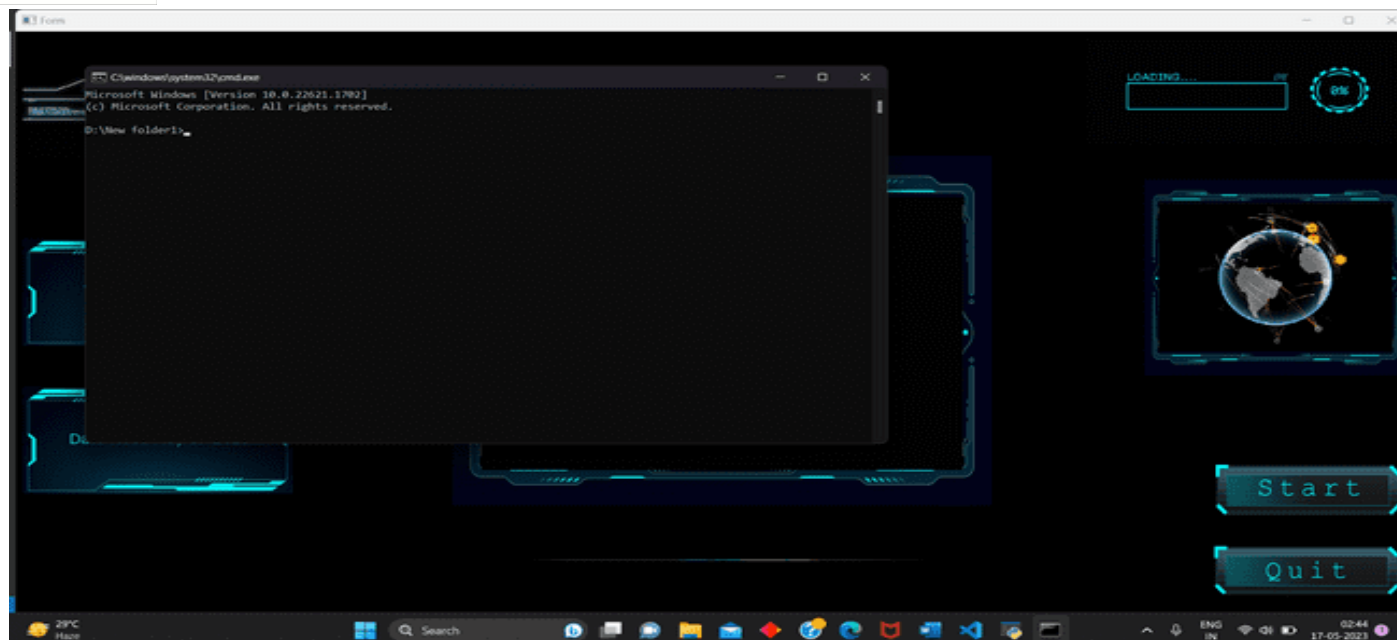 Form
C:\windows\system32\cmd.exe
Microsoft Windows [Version 10.0.22621.1702]
(c) Microsoft Corporation. All rights reserved.
D:\New folder1>
LOADING....
Da
Start
Quit
29°C
Haze
Search
ENG
IN
02:44
17-05-2023